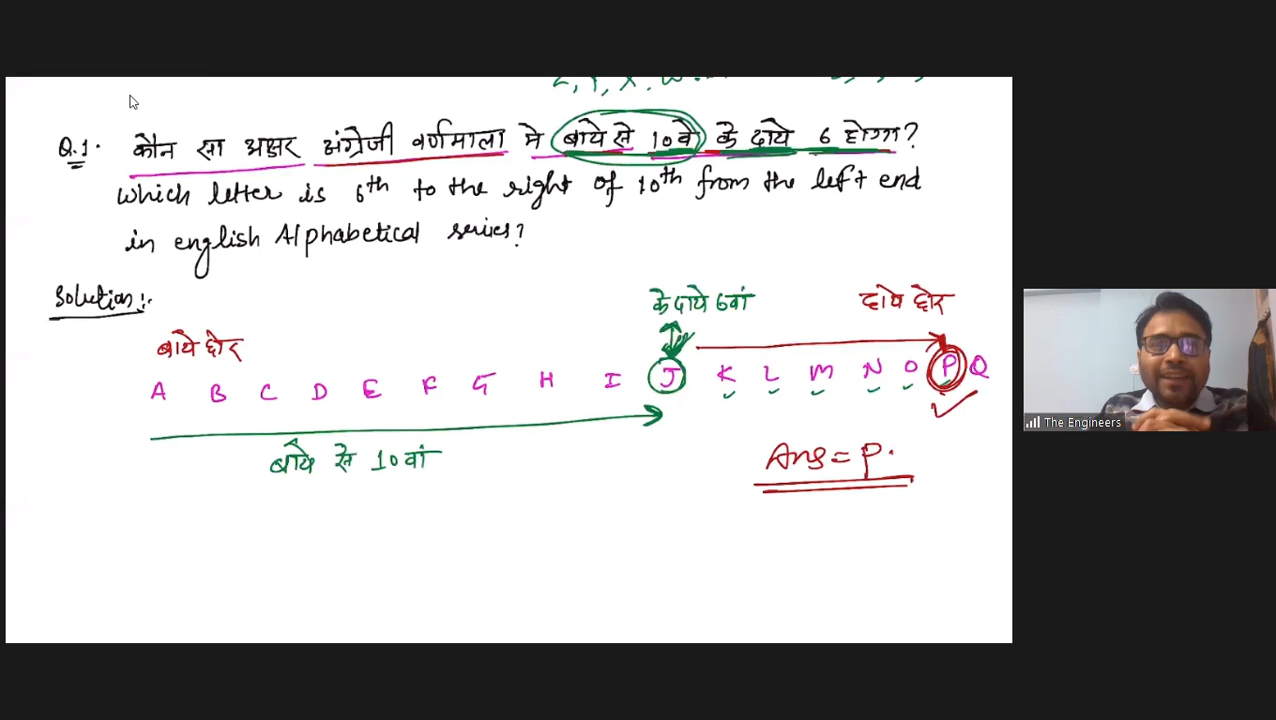 Z, Y, X, W
Q.1. कौन सा अक्षर अंग्रेजी वर्णमाला मे बाये से 10वे के दाये 6 होगा?
Which letter is 6th to the right of 10th from the left end
in english Alphabetical series?
Solution:-
के दाये 6वां
दाये छोर
बाये छोर
A B C D E F G H I J K L M N O P Q
बाये से 10वां
Ans = P.
The Engineers